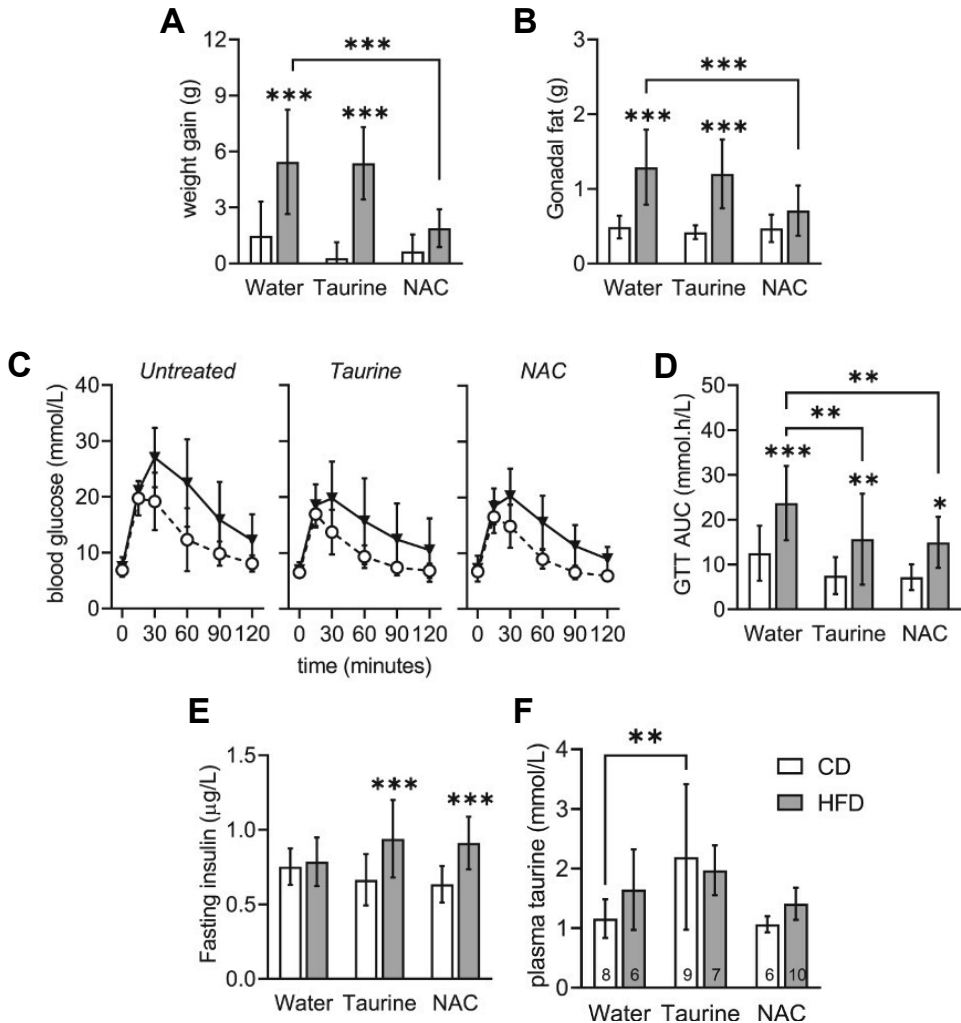 A
weight gain (g)
12
9
6
3
0
***
***
***
Water Taurine NAC
B
Gonadal fat (g)
3
2
1
0
***
***
***
Water Taurine NAC
C
Untreated Taurine NAC
blood glucose (mmol/L)
40
30
20
10
0
0 30 60 90 120 0 30 60 90 120 0 30 60 90 120
time (minutes)
D
GTT AUC (mmol.h/L)
50
40
30
20
10
0
**
**
***
**
*
Water Taurine NAC
E
Fasting insulin (μg/L)
1.5
1.0
0.5
0.0
***
***
Water Taurine NAC
F
plasma taurine (mmol/L)
4
3
2
1
0
**
8 6 9 7 6 10
Water Taurine NAC
CD
HFD